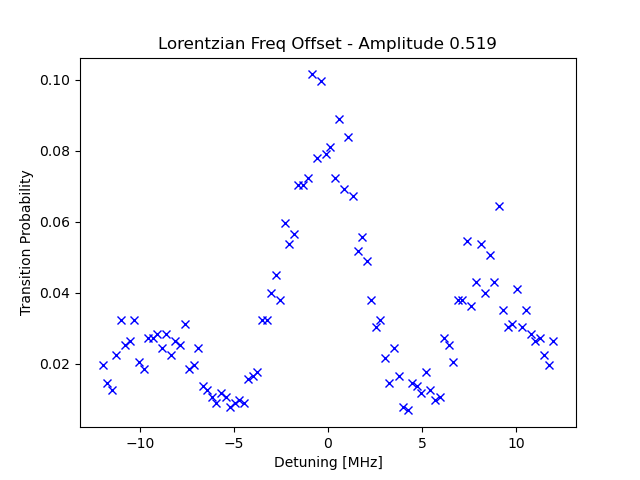 Lorentzian Freq Offset - Amplitude 0.519
0.10
0.08
0.06
0.04
0.02
Transition Probability
−10 −5 0 5 10
Detuning [MHz]